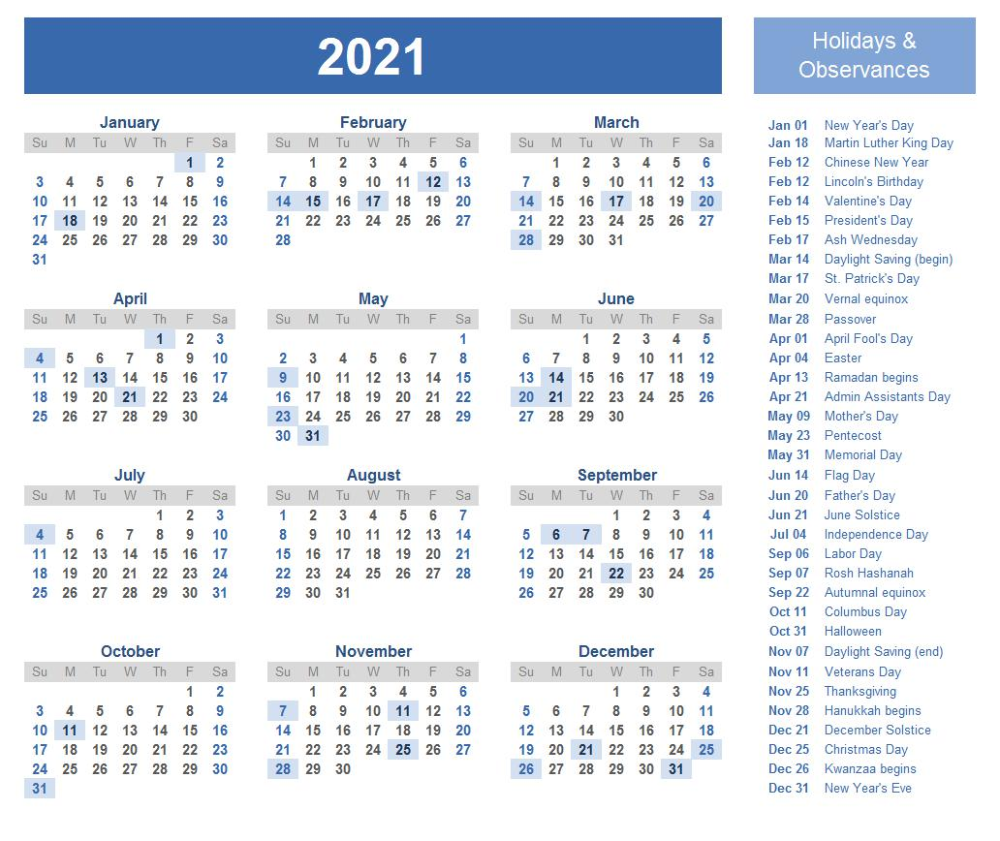 2021
January
Su M Tu W Th F Sa
1 2
3 4 5 6 7 8 9
10 11 12 13 14 15 16
17 18 19 20 21 22 23
24 25 26 27 28 29 30
31
February
Su M Tu W Th F Sa
1 2 3 4 5 6
7 8 9 10 11 12 13
14 15 16 17 18 19 20
21 22 23 24 25 26 27
28
March
Su M Tu W Th F Sa
1 2 3 4 5 6
7 8 9 10 11 12 13
14 15 16 17 18 19 20
21 22 23 24 25 26 27
28 29 30 31
April
Su M Tu W Th F Sa
1 2 3
4 5 6 7 8 9 10
11 12 13 14 15 16 17
18 19 20 21 22 23 24
25 26 27 28 29 30
May
Su M Tu W Th F Sa
1
2 3 4 5 6 7 8
9 10 11 12 13 14 15
16 17 18 19 20 21 22
23 24 25 26 27 28 29
30 31
June
Su M Tu W Th F Sa
1 2 3 4 5
6 7 8 9 10 11 12
13 14 15 16 17 18 19
20 21 22 23 24 25 26
27 28 29 30
July
Su M Tu W Th F Sa
1 2 3
4 5 6 7 8 9 10
11 12 13 14 15 16 17
18 19 20 21 22 23 24
25 26 27 28 29 30 31
August
Su M Tu W Th F Sa
1 2 3 4 5 6 7
8 9 10 11 12 13 14
15 16 17 18 19 20 21
22 23 24 25 26 27 28
29 30 31
September
Su M Tu W Th F Sa
1 2 3 4
5 6 7 8 9 10 11
12 13 14 15 16 17 18
19 20 21 22 23 24 25
26 27 28 29 30
October
Su M Tu W Th F Sa
1 2
3 4 5 6 7 8 9
10 11 12 13 14 15 16
17 18 19 20 21 22 23
24 25 26 27 28 29 30
31
November
Su M Tu W Th F Sa
1 2 3 4 5 6
7 8 9 10 11 12 13
14 15 16 17 18 19 20
21 22 23 24 25 26 27
28 29 30
December
Su M Tu W Th F Sa
1 2 3 4
5 6 7 8 9 10 11
12 13 14 15 16 17 18
19 20 21 22 23 24 25
26 27 28 29 30 31
Holidays &
Observances
Jan 01 New Year's Day
Jan 18 Martin Luther King Day
Feb 12 Chinese New Year
Feb 12 Lincoln's Birthday
Feb 14 Valentine's Day
Feb 15 President's Day
Feb 17 Ash Wednesday
Mar 14 Daylight Saving (begin)
Mar 17 St. Patrick's Day
Mar 20 Vernal equinox
Mar 28 Passover
Apr 01 April Fool's Day
Apr 04 Easter
Apr 13 Ramadan begins
Apr 21 Admin Assistants Day
May 09 Mother's Day
May 23 Pentecost
May 31 Memorial Day
Jun 14 Flag Day
Jun 20 Father's Day
Jun 21 June Solstice
Jul 04 Independence Day
Sep 06 Labor Day
Sep 07 Rosh Hashanah
Sep 22 Autumnal equinox
Oct 11 Columbus Day
Oct 31 Halloween
Nov 07 Daylight Saving (end)
Nov 11 Veterans Day
Nov 25 Thanksgiving
Nov 28 Hanukkah begins
Dec 21 December Solstice
Dec 25 Christmas Day
Dec 26 Kwanzaa begins
Dec 31 New Year's Eve